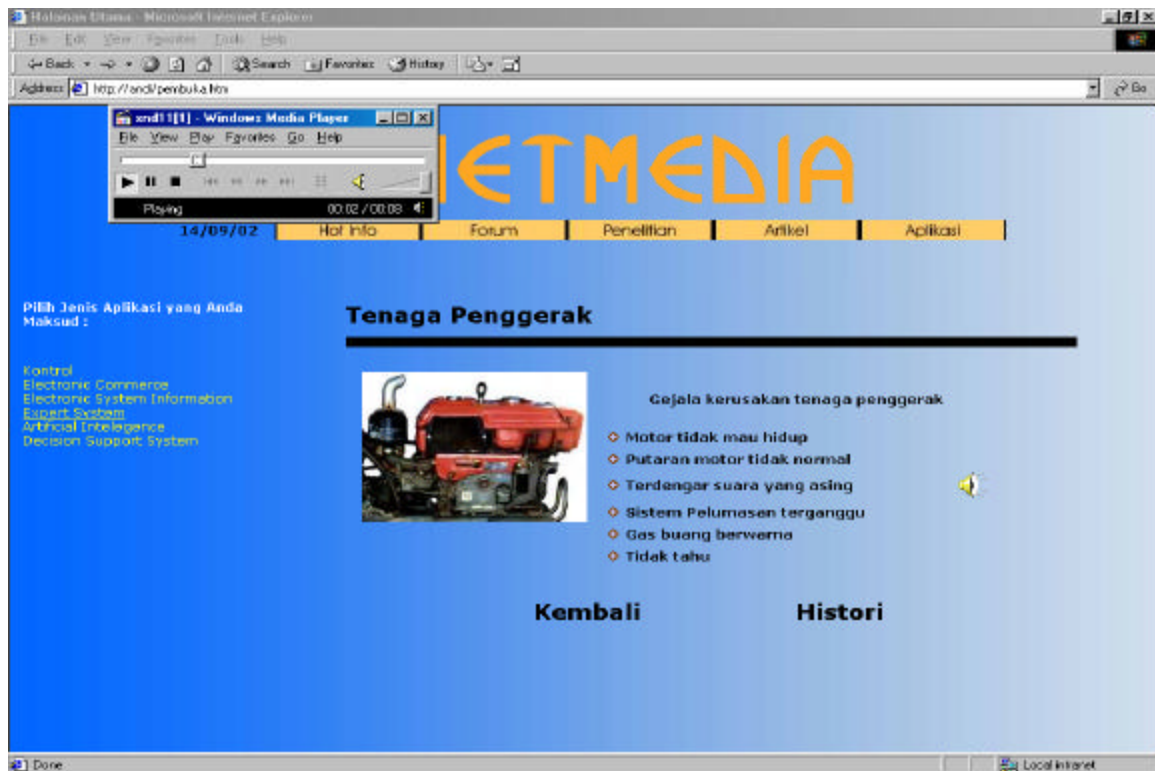 Halaman Utama - Microsoft Internet Explorer
File Edit View Favorites Tools Help
Back Search Favorites History
Address http://andi/pembuka.htm Go
xnd11[1] - Windows Media Player
File View Play Favorites Go Help
Playing 00:02 / 00:08
ETMEDIA
14/09/02 Hot Info Forum Penelitian Artikel Aplikasi
Pilih Jenis Aplikasi yang Anda
Maksud :
Kontrol
Electronic Commerce
Electronic System Information
Expert System
Artificial Intelegence
Decision Support System
Tenaga Penggerak
Gejala kerusakan tenaga penggerak
Motor tidak mau hidup
Putaran motor tidak normal
Terdengar suara yang asing
Sistem Pelumasan terganggu
Gas buang berwarna
Tidak tahu
Kembali Histori
Done Local intranet